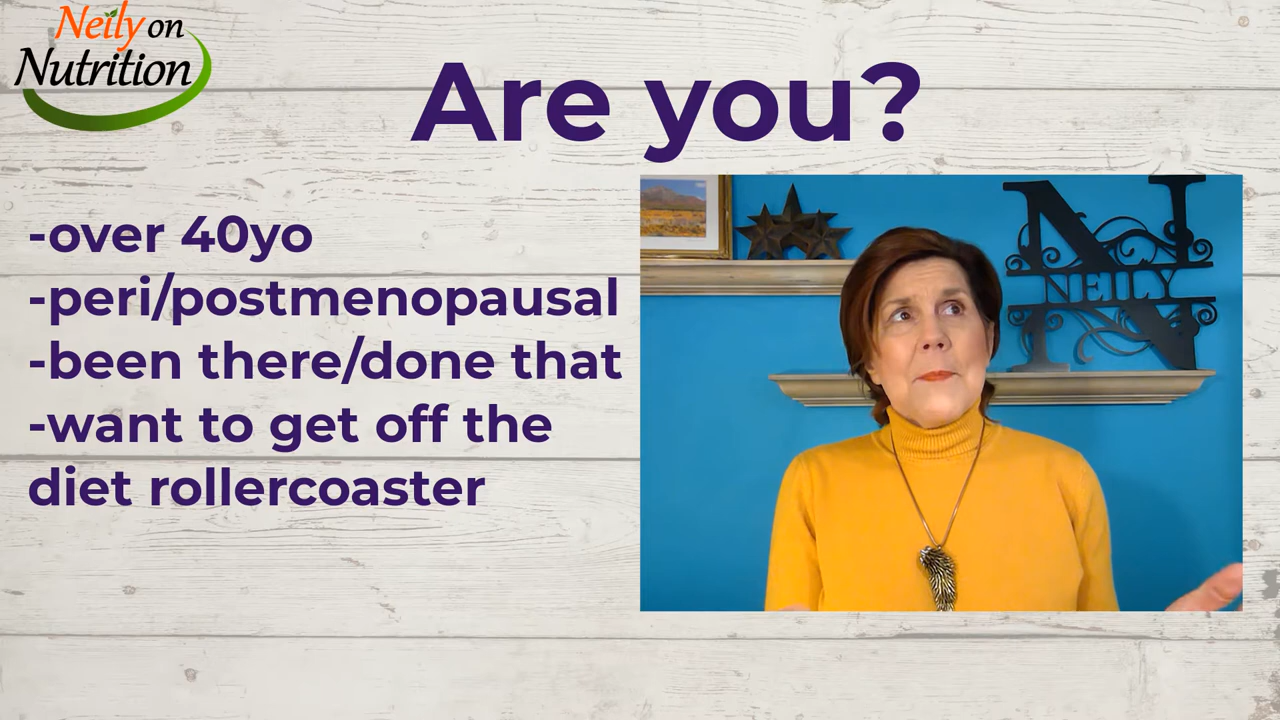 Neily on
Nutrition
Are you?
-over 40yo
-peri/postmenopausal
-been there/done that
-want to get off the
diet rollercoaster
N
NEILY